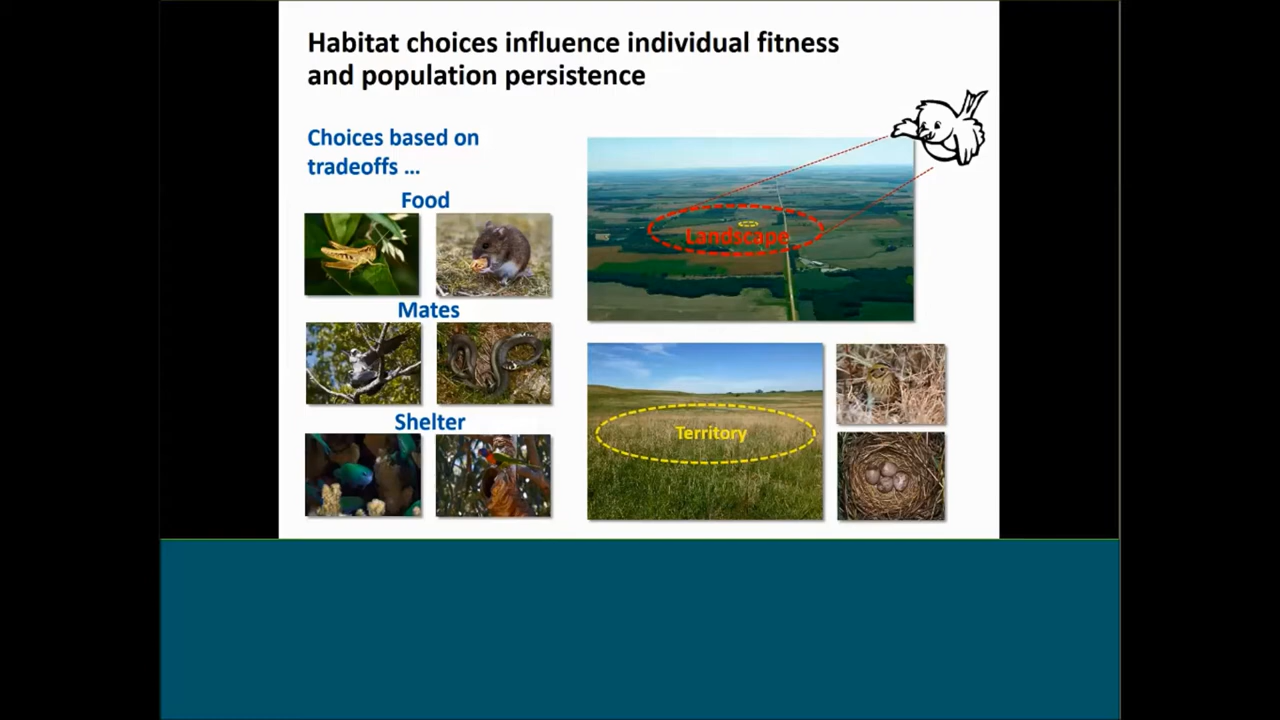 Habitat choices influence individual fitness
and population persistence
Choices based on
tradeoffs ...
Food
Mates
Shelter
Landscape
Territory